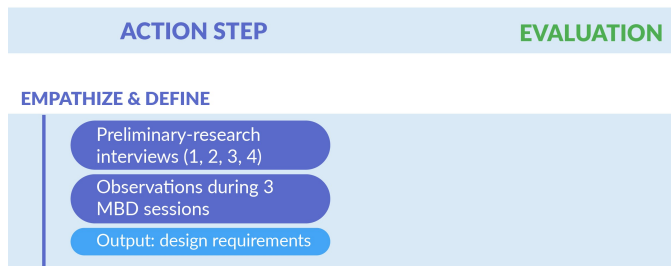 ACTION STEP
EVALUATION
EMPATHIZE & DEFINE
Preliminary-research
interviews (1, 2, 3, 4)
Observations during 3
MBD sessions
Output: design requirements